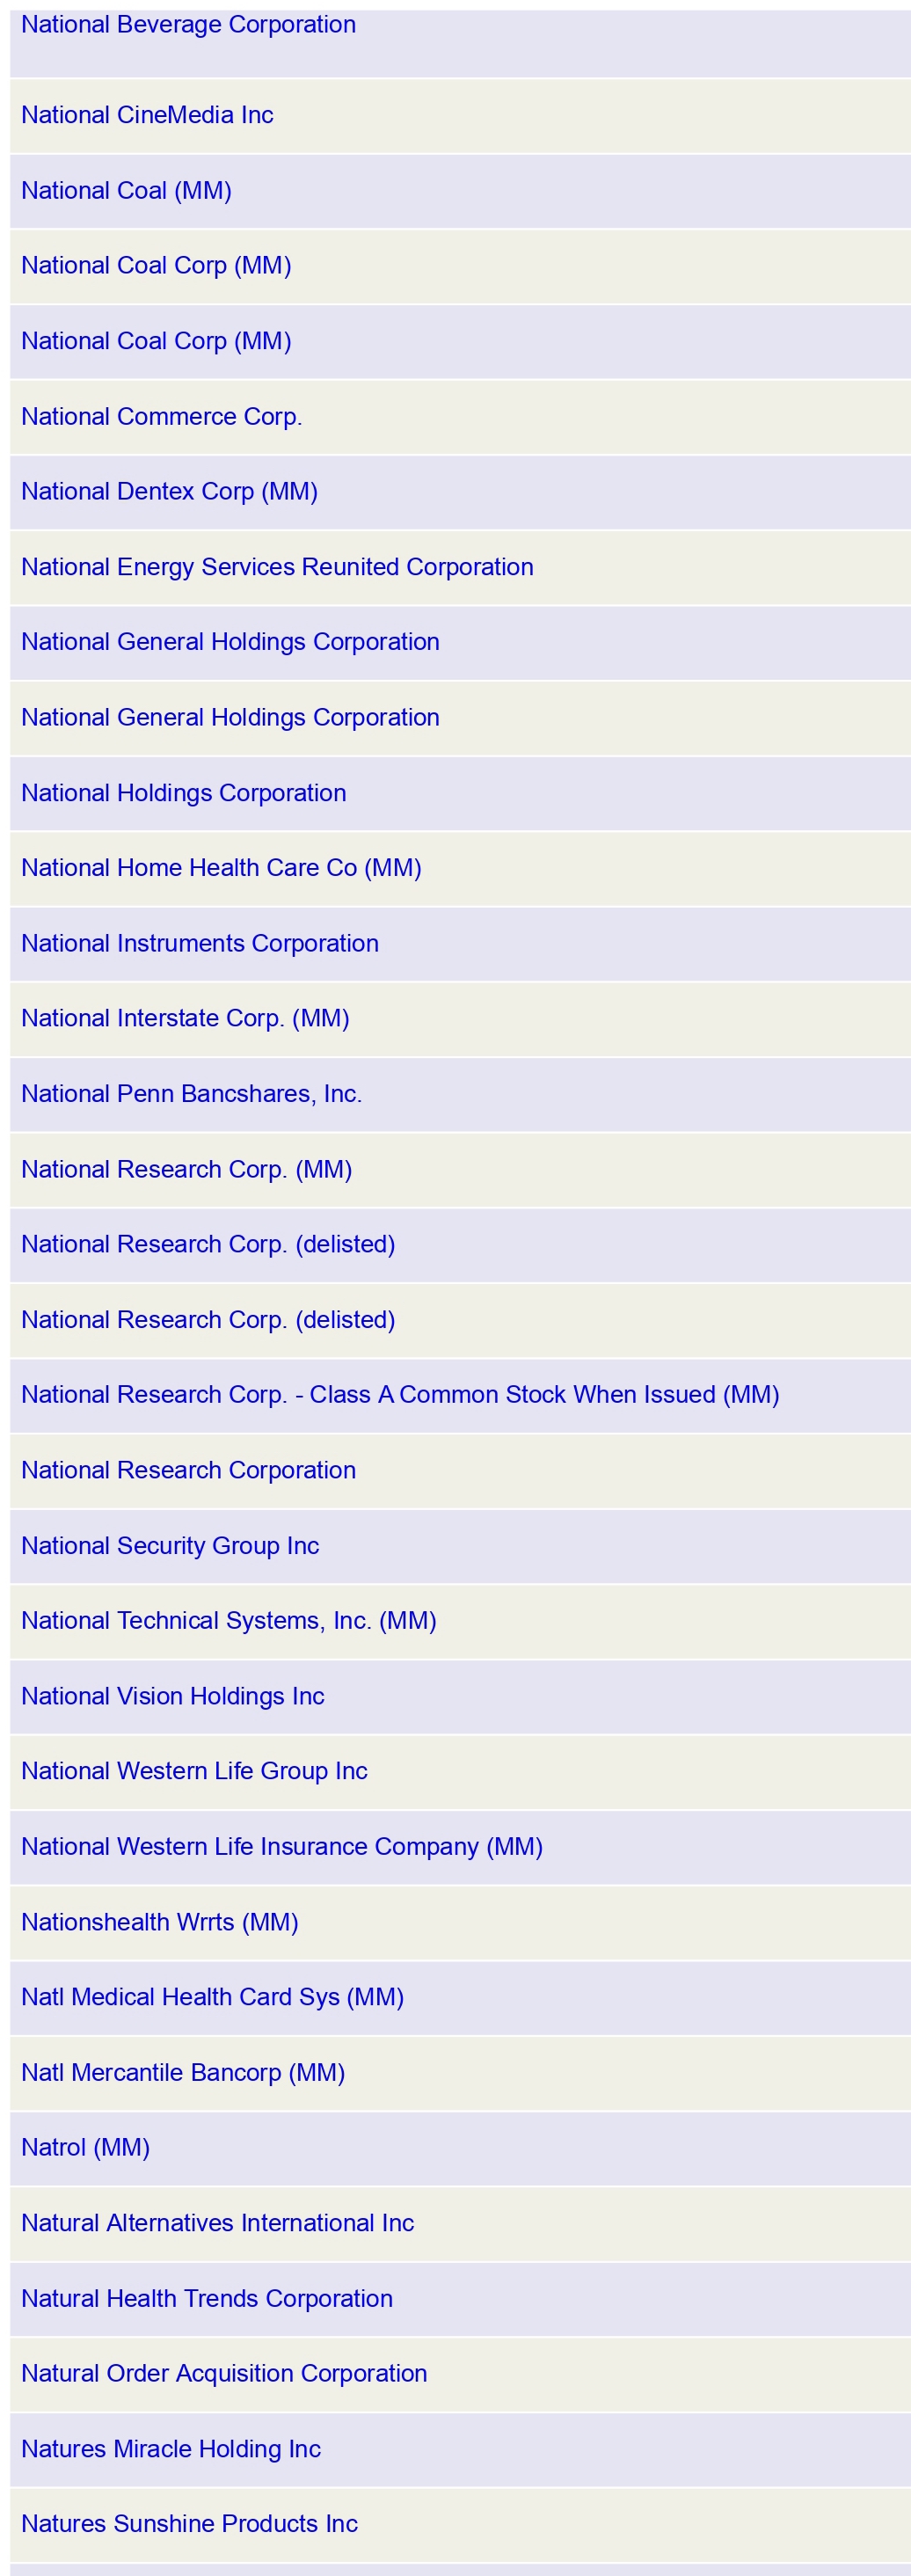 National Beverage Corporation
National CineMedia Inc
National Coal (MM)
National Coal Corp (MM)
National Coal Corp (MM)
National Commerce Corp.
National Dentex Corp (MM)
National Energy Services Reunited Corporation
National General Holdings Corporation
National General Holdings Corporation
National Holdings Corporation
National Home Health Care Co (MM)
National Instruments Corporation
National Interstate Corp. (MM)
National Penn Bancshares, Inc.
National Research Corp. (MM)
National Research Corp. (delisted)
National Research Corp. (delisted)
National Research Corp. - Class A Common Stock When Issued (MM)
National Research Corporation
National Security Group Inc
National Technical Systems, Inc. (MM)
National Vision Holdings Inc
National Western Life Group Inc
National Western Life Insurance Company (MM)
Nationshealth Wrrts (MM)
Natl Medical Health Card Sys (MM)
Natl Mercantile Bancorp (MM)
Natrol (MM)
Natural Alternatives International Inc
Natural Health Trends Corporation
Natural Order Acquisition Corporation
Natures Miracle Holding Inc
Natures Sunshine Products Inc